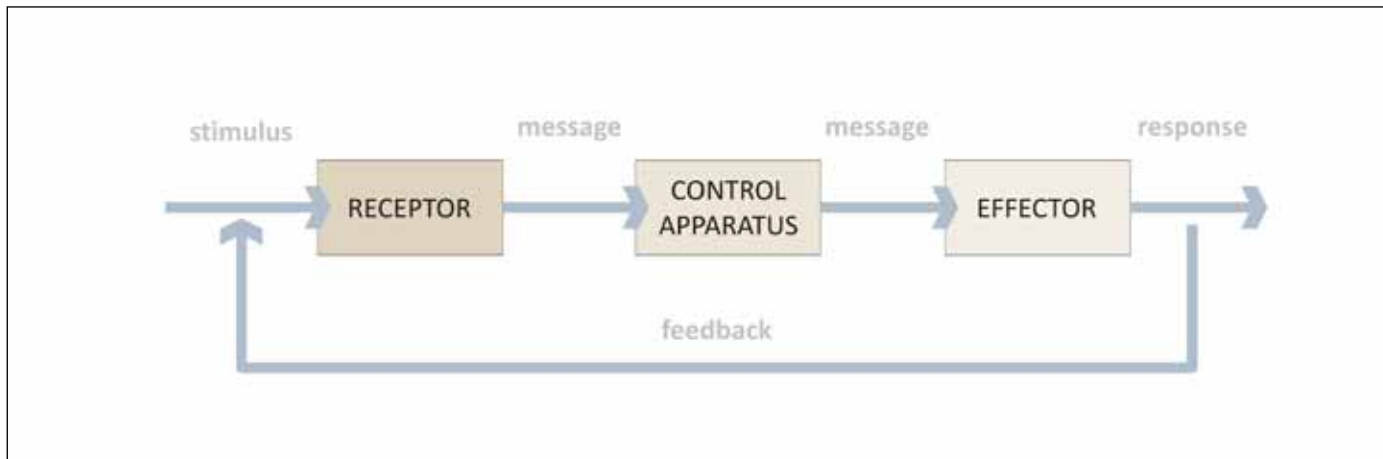 stimulus
message
message
response
RECEPTOR
CONTROL
APPARATUS
EFFECTOR
feedback